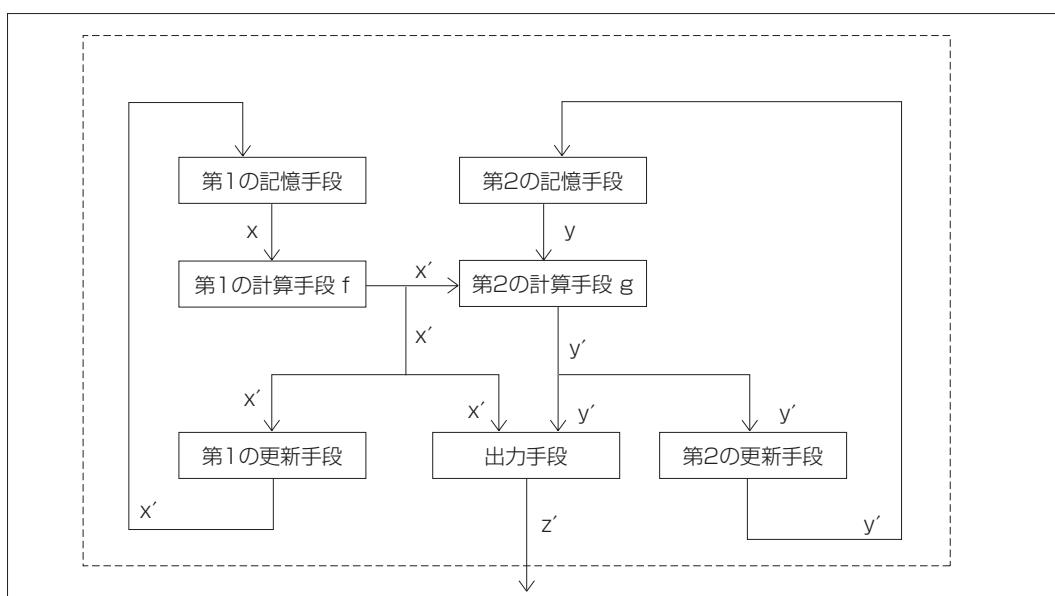 第1の記憶手段
第2の記憶手段
x
y
第1の計算手段 f
x′
第2の計算手段 g
x′
y′
x′
x′
y′
y′
第1の更新手段
出力手段
第2の更新手段
x′
z′
y′